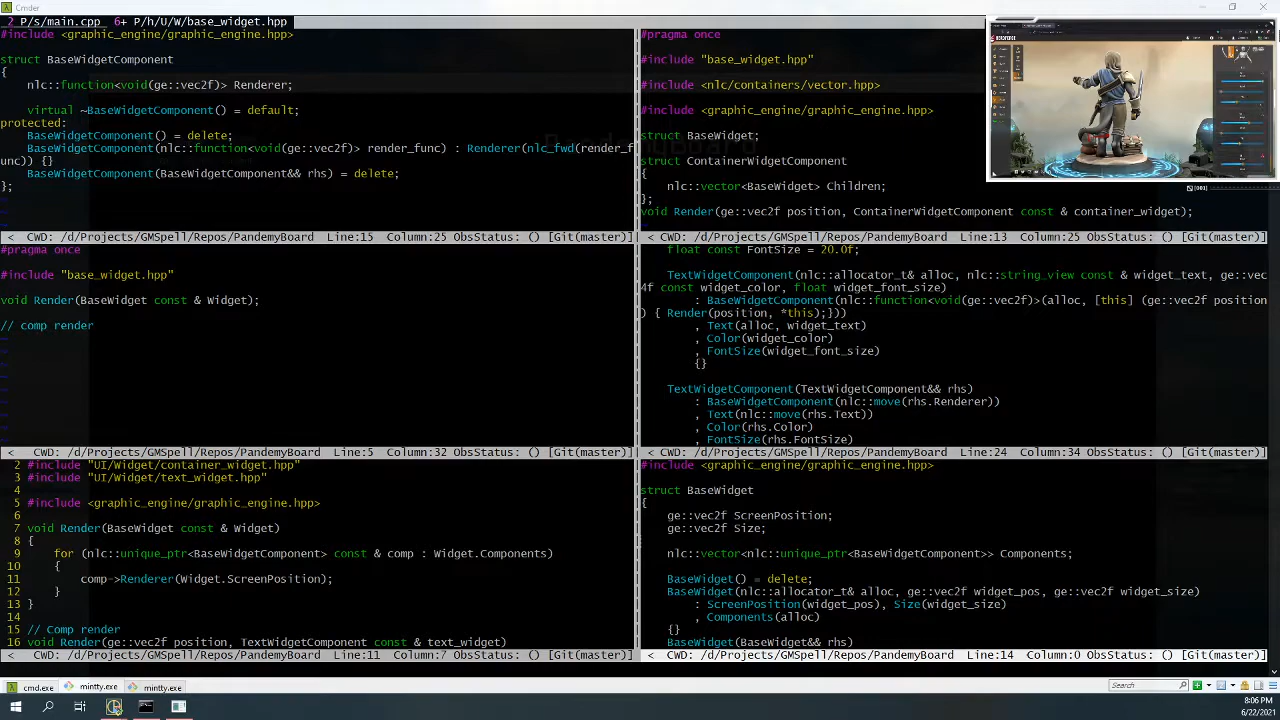 Cmder
2 P/s/main.cpp  6+ P/h/U/W/base_widget.hpp
#include <graphic_engine/graphic_engine.hpp>
struct BaseWidgetComponent
{
    nlc::function<void(ge::vec2f)> Renderer;
    virtual ~BaseWidgetComponent() = default;
protected:
    BaseWidgetComponent() = delete;
    BaseWidgetComponent(nlc::function<void(ge::vec2f)> render_func) : Renderer(nlc_fwd(render_f
unc)) {}
    BaseWidgetComponent(BaseWidgetComponent&& rhs) = delete;
};
~
~
< CWD: /d/Projects/GMSpell/Repos/PandemyBoard  Line:15  Column:25 ObsStatus: () [Git(master)]
#pragma once
#include "base_widget.hpp"
#include <nlc/containers/vector.hpp>
#include <graphic_engine/graphic_engine.hpp>
struct BaseWidget;
struct ContainerWidgetComponent
{
    nlc::vector<BaseWidget> Children;
};
void Render(ge::vec2f position, ContainerWidgetComponent const & container_widget);
~
< CWD: /d/Projects/GMSpell/Repos/PandemyBoard  Line:13  Column:25 ObsStatus: () [Git(master)]
#pragma once
#include "base_widget.hpp"
void Render(BaseWidget const & Widget);
// comp render
~
~
~
~
~
~
~
~
< CWD: /d/Projects/GMSpell/Repos/PandemyBoard  Line:5  Column:32 ObsStatus: () [Git(master)]
    float const FontSize = 20.0f;
    TextWidgetComponent(nlc::allocator_t& alloc, nlc::string_view const & widget_text, ge::vec
4f const widget_color, float widget_font_size)
        : BaseWidgetComponent(nlc::function<void(ge::vec2f)>(alloc, [this] (ge::vec2f position
) { Render(position, *this);}))
        , Text(alloc, widget_text)
        , Color(widget_color)
        , FontSize(widget_font_size)
        {}
    TextWidgetComponent(TextWidgetComponent&& rhs)
        : BaseWidgetComponent(nlc::move(rhs.Renderer))
        , Text(nlc::move(rhs.Text))
        , Color(rhs.Color)
        , FontSize(rhs.FontSize)
< CWD: /d/Projects/GMSpell/Repos/PandemyBoard  Line:24  Column:34 ObsStatus: () [Git(master)]
2 #include "UI/Widget/container_widget.hpp"
3 #include "UI/Widget/text_widget.hpp"
4
5 #include <graphic_engine/graphic_engine.hpp>
6
7 void Render(BaseWidget const & Widget)
8 {
9     for (nlc::unique_ptr<BaseWidgetComponent> const & comp : Widget.Components)
10     {
11         comp->Renderer(Widget.ScreenPosition);
12     }
13 }
14
15 // Comp render
16 void Render(ge::vec2f position, TextWidgetComponent const & text_widget)
< CWD: /d/Projects/GMSpell/Repos/PandemyBoard  Line:11  Column:7 ObsStatus: () [Git(master)]
#include <graphic_engine/graphic_engine.hpp>
struct BaseWidget
{
    ge::vec2f ScreenPosition;
    ge::vec2f Size;
    nlc::vector<nlc::unique_ptr<BaseWidgetComponent>> Components;
    BaseWidget() = delete;
    BaseWidget(nlc::allocator_t& alloc, ge::vec2f widget_pos, ge::vec2f widget_size)
        : ScreenPosition(widget_pos), Size(widget_size)
        , Components(alloc)
    {}
    BaseWidget(BaseWidget&& rhs)
< CWD: /d/Projects/GMSpell/Repos/PandemyBoard  Line:14  Column:0 ObsStatus: () [Git(master)]
cmd.exe  mintty.exe  mintty.exe
Search
8:06 PM
6/22/2021